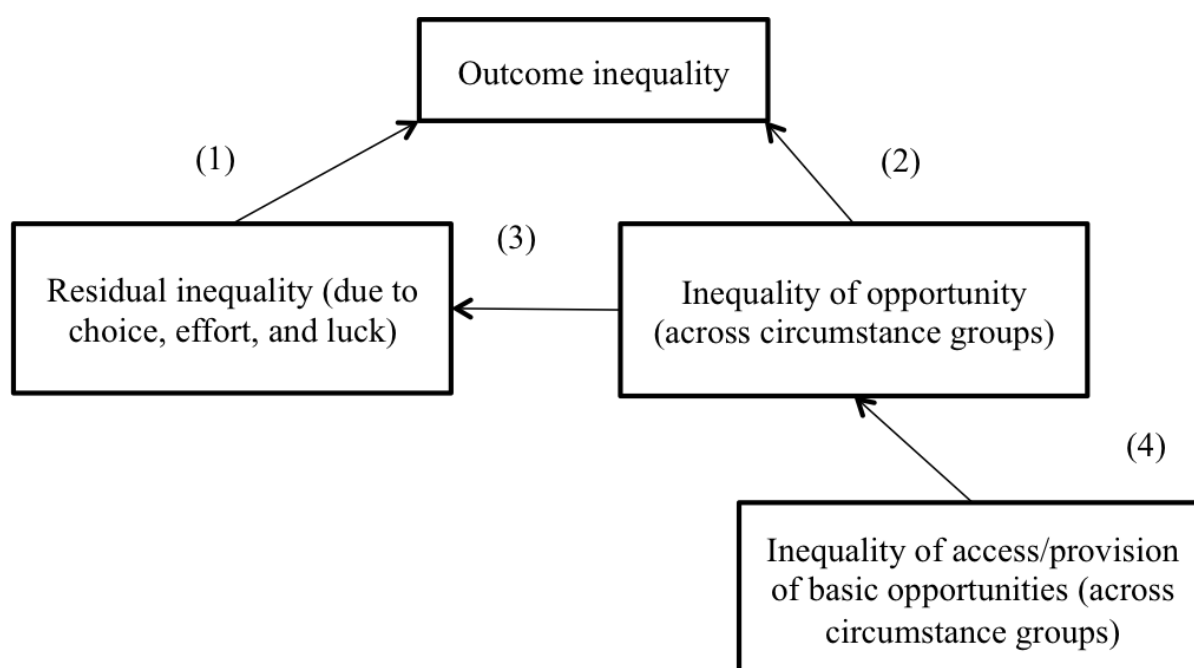 Outcome inequality
(1)
(2)
(3)
Residual inequality (due to
choice, effort, and luck)
Inequality of opportunity
(across circumstance groups)
(4)
Inequality of access/provision
of basic opportunities (across
circumstance groups)